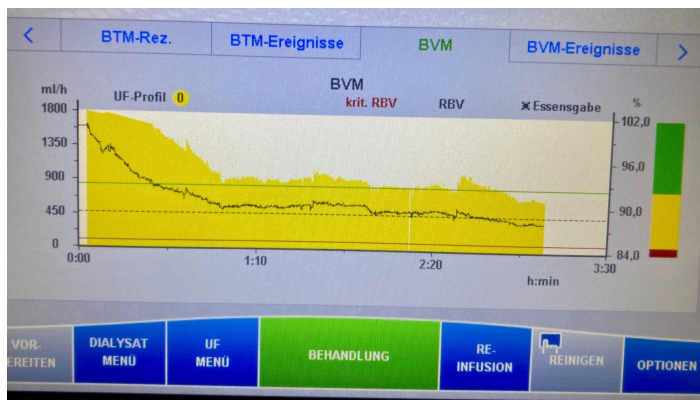 < BTM-Rez. BTM-Ereignisse BVM BVM-Ereignisse >
BVM
ml/h UF-Profil 0 krit. RBV RBV Essensgabe %
1800 102,0
1350 96,0
900
450 90,0
0 84,0
0:00 1:10 2:20 3:30
h:min
VOR-
EREITEN
DIALYSAT
MENÜ
UF
MENÜ
BEHANDLUNG
RE-
INFUSION
REINIGEN
OPTIONEN